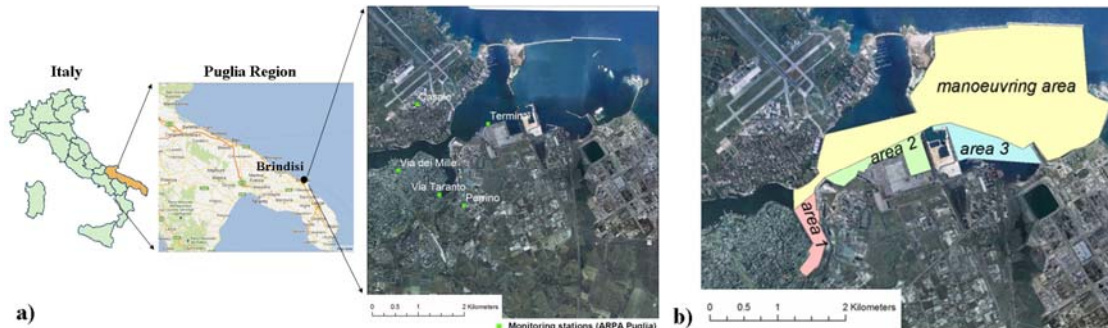 Italy
Puglia Region
Brindisi
Casale
Terminal
Via dei Mille
Via Taranto
Perrino
0 0.5 1 2 Kilometers
Monitoring stations (ARPA Puglia)
a)
manoeuvring area
area 2
area 3
area 1
0 0.5 1 2 Kilometers
b)